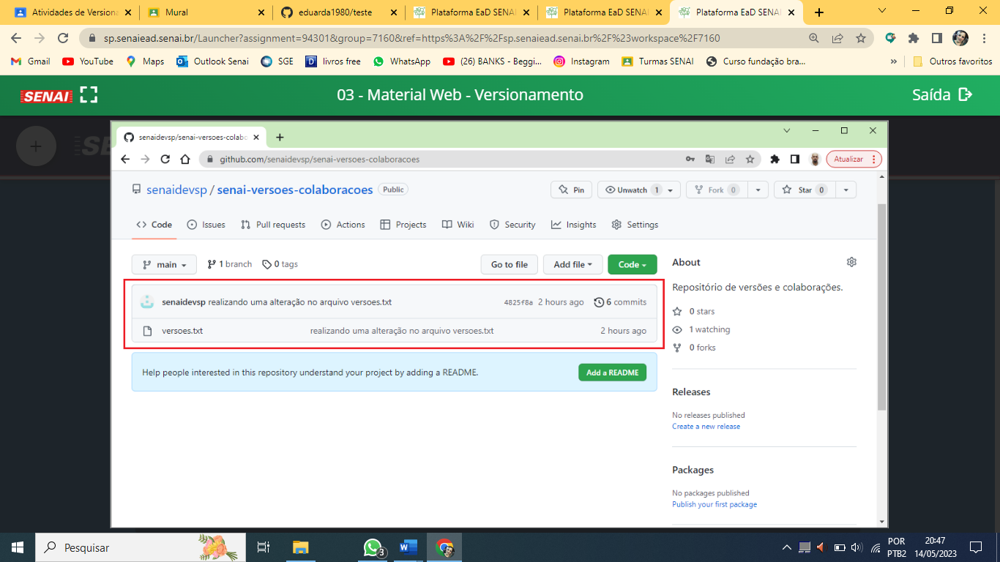 Atividades de Versiona
Mural
eduarda1980/teste
Plataforma EaD SENAI
Plataforma EaD SENAI
Plataforma EaD SENAI
sp.senaiead.senai.br/Launcher?assignment=94301&group=7160&ref=https%3A%2F%2Fsp.senaiead.senai.br%2F%23workspace%2F7160
Gmail
YouTube
Maps
Outlook Senai
SGE
livros free
WhatsApp
(26) BANKS - Beggi...
Instagram
Turmas SENAI
Curso fundação bra...
»
Outros favoritos
SENAI
03 - Material Web - Versionamento
Saída
senaidevsp/senai-versoes-colabo
github.com/senaidevsp/senai-versoes-colaboracoes
Atualizar
senaidevsp / senai-versoes-colaboracoes
Public
Pin
Unwatch 1
Fork 0
Star 0
Code
Issues
Pull requests
Actions
Projects
Wiki
Security
Insights
Settings
main
1 branch
0 tags
Go to file
Add file
Code
senaidevsp realizando uma alteração no arquivo versoes.txt
4825f8a 2 hours ago
6 commits
versoes.txt
realizando uma alteração no arquivo versoes.txt
2 hours ago
Help people interested in this repository understand your project by adding a README.
Add a README
About
Repositório de versões e colaborações.
0 stars
1 watching
0 forks
Releases
No releases published
Create a new release
Packages
No packages published
Publish your first package
Pesquisar
3
POR
PTB2
20:47
14/05/2023